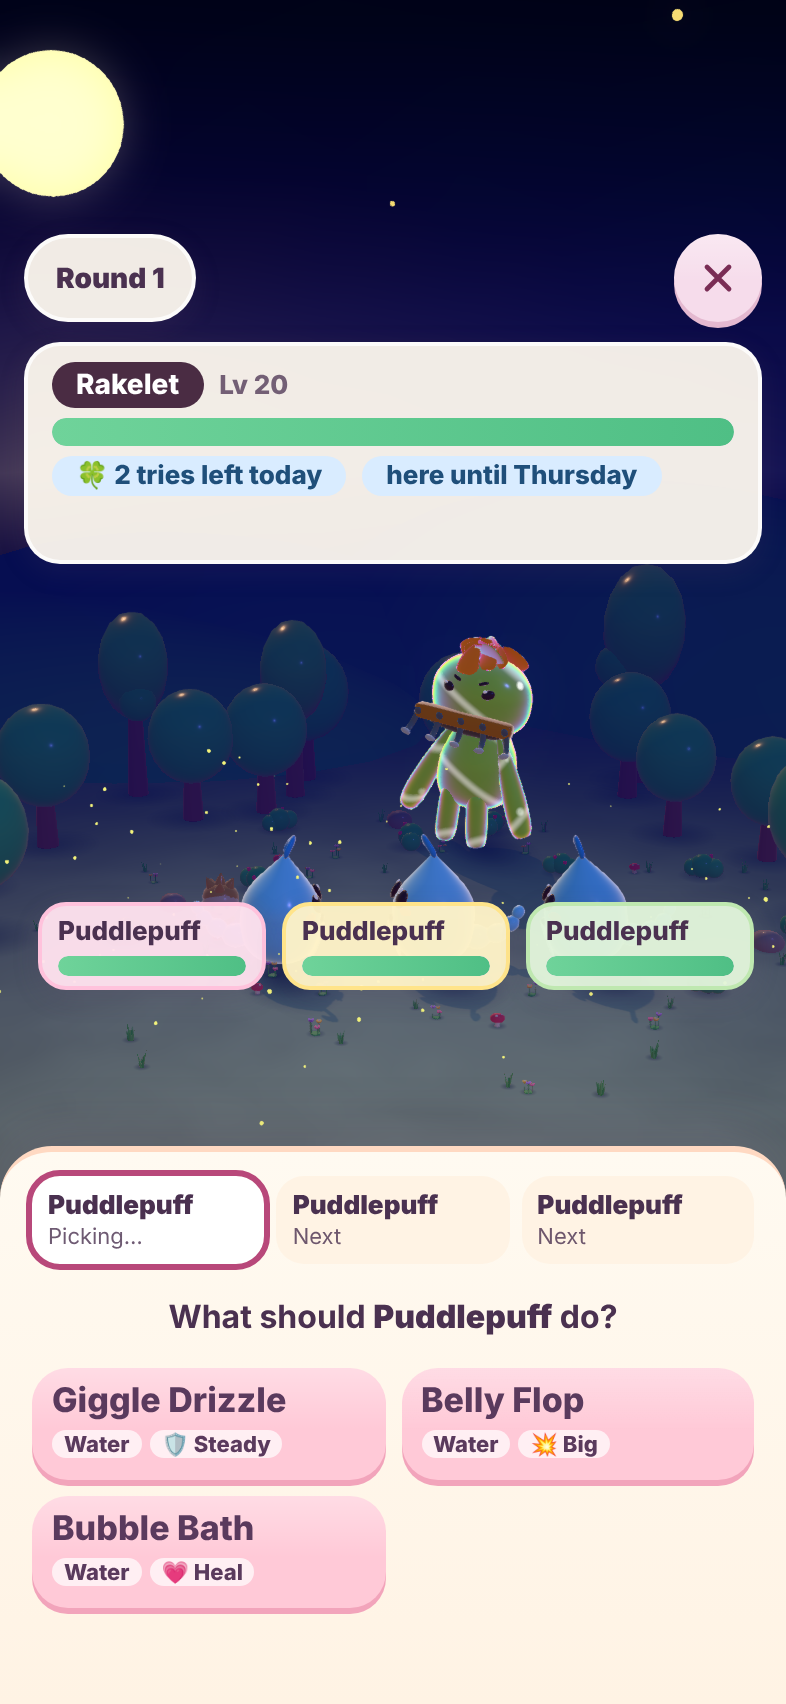 Round 1
Rakelet Lv 20
🍀 2 tries left today here until Thursday
Puddlepuff Puddlepuff Puddlepuff
Puddlepuff Puddlepuff Puddlepuff
Picking... Next Next
What should Puddlepuff do?
Giggle Drizzle Belly Flop
Water 🛡️ Steady Water 💥 Big
Bubble Bath
Water 💗 Heal